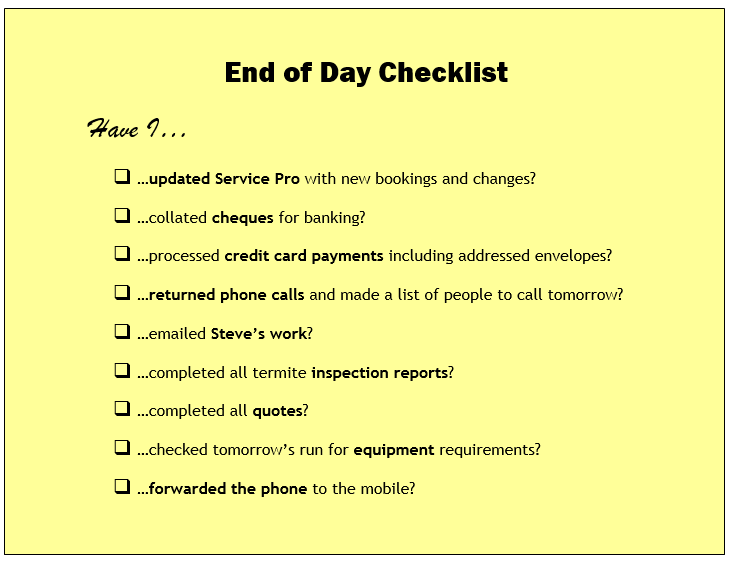 End of Day Checklist
Have I...
...updated Service Pro with new bookings and changes?
...collated cheques for banking?
...processed credit card payments including addressed envelopes?
...returned phone calls and made a list of people to call tomorrow?
...emailed Steve’s work?
...completed all termite inspection reports?
...completed all quotes?
...checked tomorrow’s run for equipment requirements?
...forwarded the phone to the mobile?